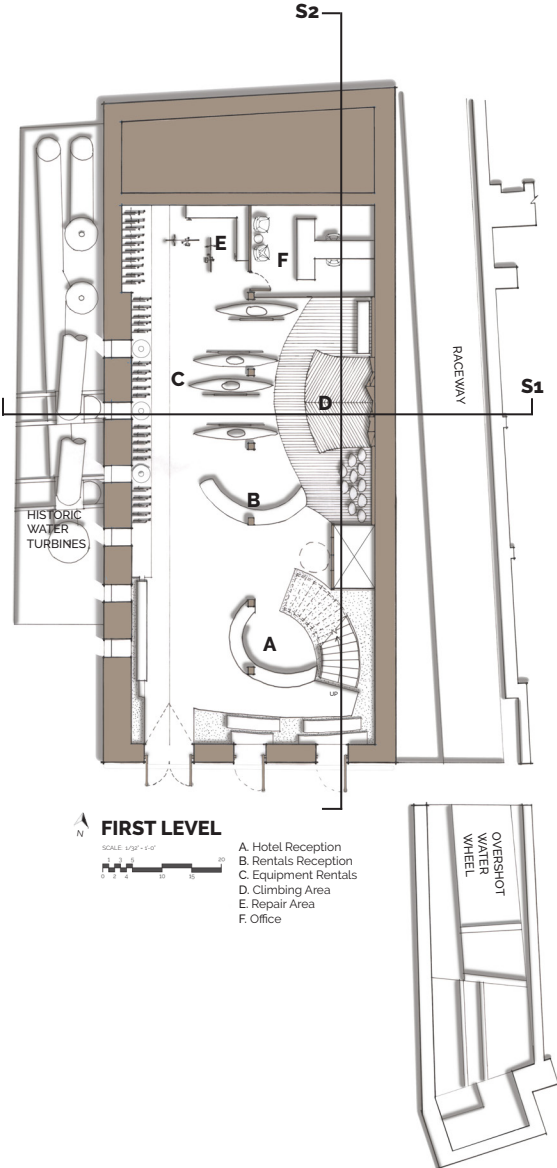 S2
E
F
C
D
S1
RACEWAY
B
HISTORIC
WATER
TURBINES
A
UP
N
FIRST LEVEL
SCALE: 1/32" = 1'-0"
1 3 5 20
0 2 4 10 15
A. Hotel Reception
B. Rentals Reception
C. Equipment Rentals
D. Climbing Area
E. Repair Area
F. Office
OVERSHOT
WATER
WHEEL